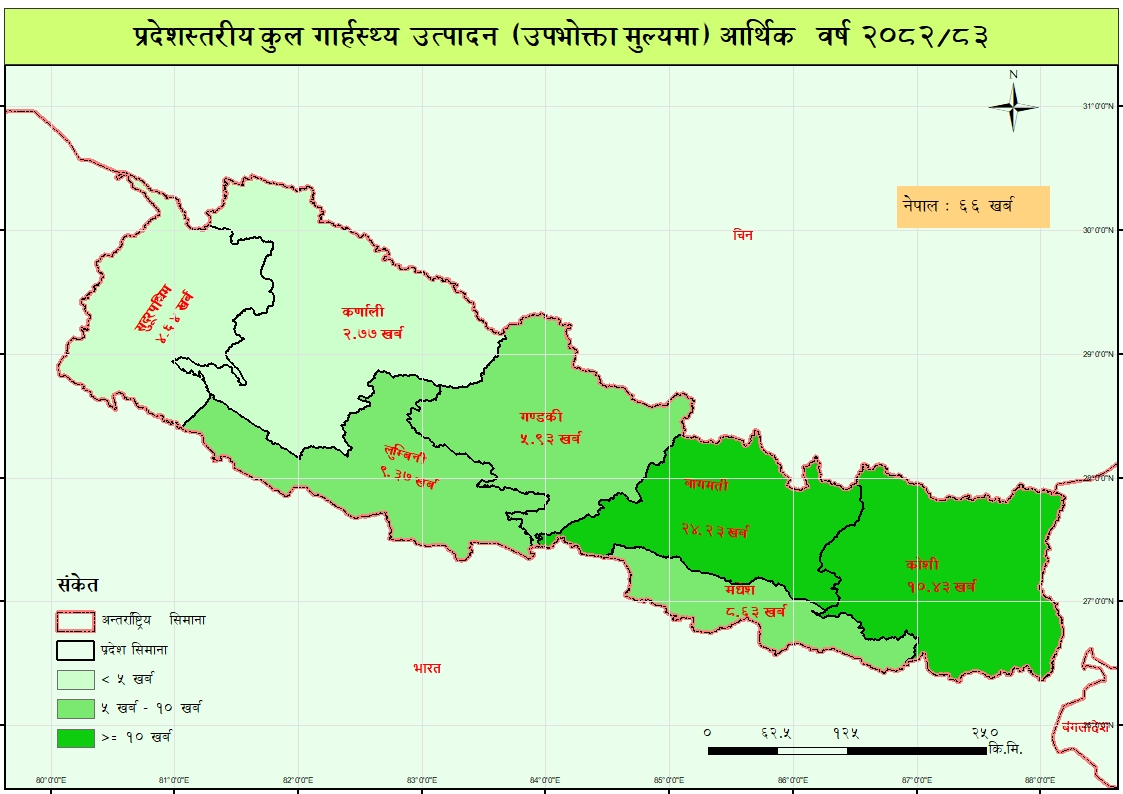 प्रदेशस्तरीय कुल गार्हस्थ्य उत्पादन (उपभोक्ता मुल्यमा) आर्थिक वर्ष २०८२/८३
N
31°0'0"N
नेपाल : ६६ खर्ब
चिन
30°0'0"N
सुदूरपश्चिम
४.६४ खर्ब
कर्णाली
२.७७ खर्ब
29°0'0"N
गण्डकी
५.९३ खर्ब
लुम्बिनी
९.३७ खर्ब
28°0'0"N
बागमती
२४.२३ खर्ब
कोशी
१०.४३ खर्ब
मधेश
८.६३ खर्ब
27°0'0"N
संकेत
अन्तर्राष्ट्रिय सिमाना
प्रदेश सिमाना
< ५ खर्ब
५ खर्ब - १० खर्ब
>= १० खर्ब
भारत
बंगलादेश
० ६२.५ १२५ २५०
कि.मि.
80°0'0"E 81°0'0"E 82°0'0"E 83°0'0"E 84°0'0"E 85°0'0"E 86°0'0"E 87°0'0"E 88°0'0"E